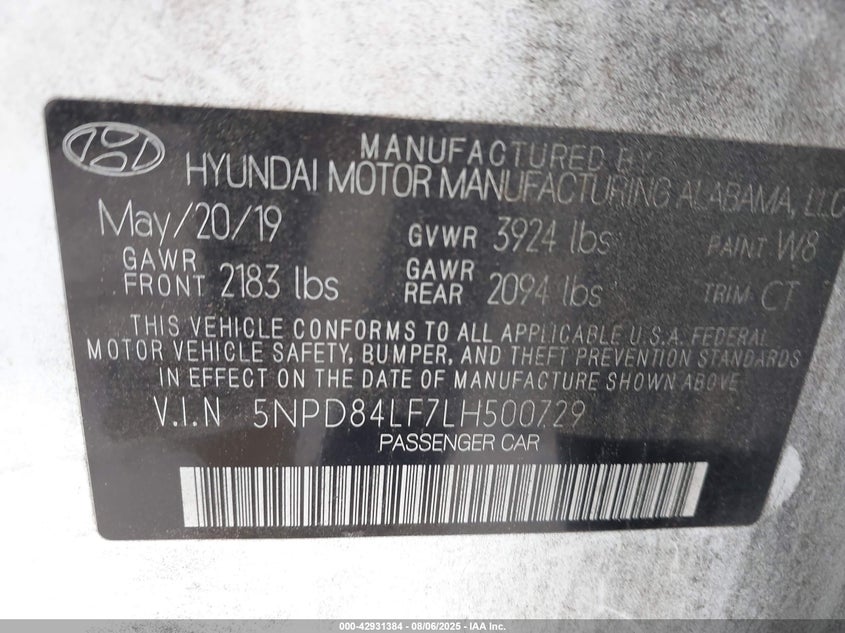 MANUFACTURED BY
HYUNDAI MOTOR MANUFACTURING ALABAMA, LLC
May/20/19 GVWR 3924 lbs PAINT W8
GAWR FRONT 2183 lbs GAWR REAR 2094 lbs TRIM CT
THIS VEHICLE CONFORMS TO ALL APPLICABLE U.S.A. FEDERAL
MOTOR VEHICLE SAFETY, BUMPER, AND THEFT PREVENTION STANDARDS
IN EFFECT ON THE DATE OF MANUFACTURE SHOWN ABOVE
V.I.N 5NPD84LF7LH500729
PASSENGER CAR
000-42931384 - 08/06/2025 - IAA Inc.